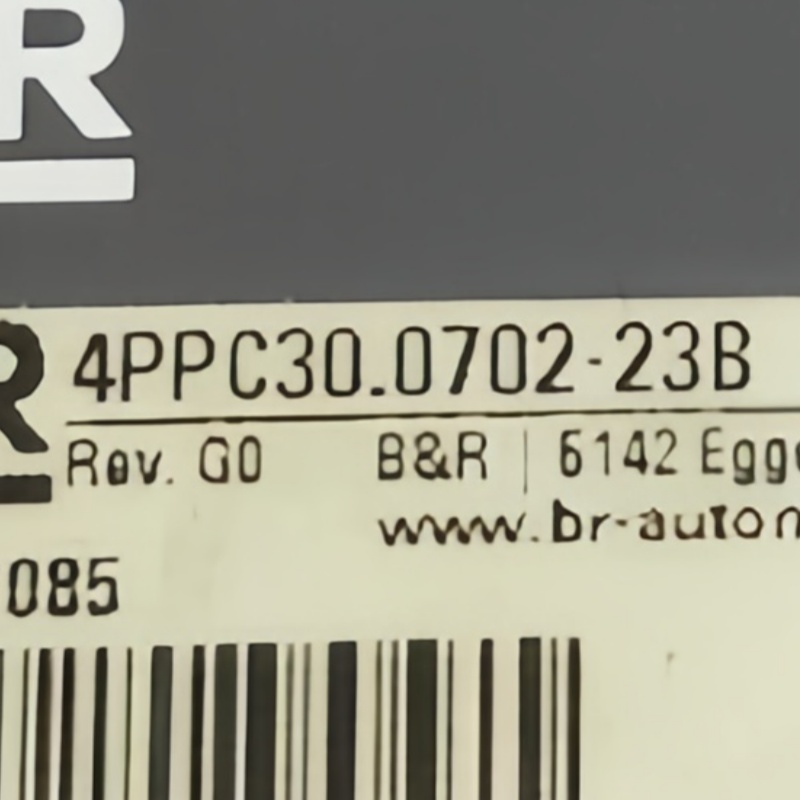 R
R 4PPC30.0702-23B
Rev. G0 B&R | 6142 Egg
www.br-auton
085